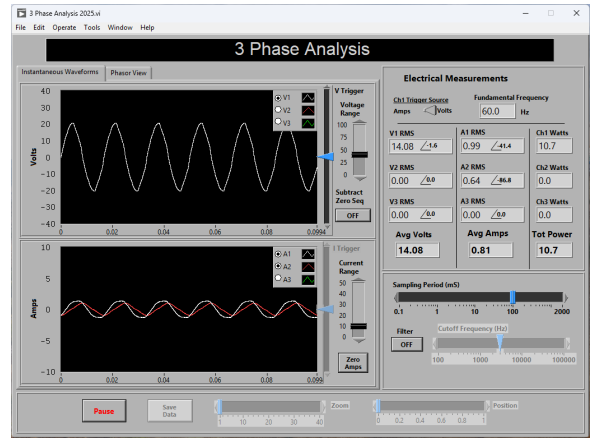 3 Phase Analysis 2025.vi
File Edit Operate Tools Window Help
3 Phase Analysis
Instantaneous Waveforms Phasor View
40
30
20
10
0
-10
-20
-30
-40
Volts
0 0.02 0.04 0.06 0.08 0.0994
V1
V2
V3
V Trigger
Voltage
Range
100
75
50
25
0
Subtract
Zero Seq
OFF
10
5
0
-5
-10
Amps
0 0.02 0.04 0.06 0.08 0.099
A1
A2
A3
I Trigger
Current
Range
50
40
30
20
10
0
Zero
Amps
Electrical Measurements
Ch1 Trigger Source
Amps Volts
Fundamental Frequency
60.0 Hz
V1 RMS A1 RMS Ch1 Watts
14.08 ∠-1.6 0.99 ∠-41.4 10.7
V2 RMS A2 RMS Ch2 Watts
0.00 ∠0.0 0.64 ∠-86.8 0.0
V3 RMS A3 RMS Ch3 Watts
0.00 ∠0.0 0.00 ∠0.0 0.0
Avg Volts Avg Amps Tot Power
14.08 0.81 10.7
Sampling Period (mS)
0.1 1 10 100 2000
Filter
OFF
Cutoff Frequency (Hz)
100 1000 10000 100000
Pause
Save
Data
Zoom
1 10 20 30 40
Position
0 0.2 0.4 0.6 0.8 1